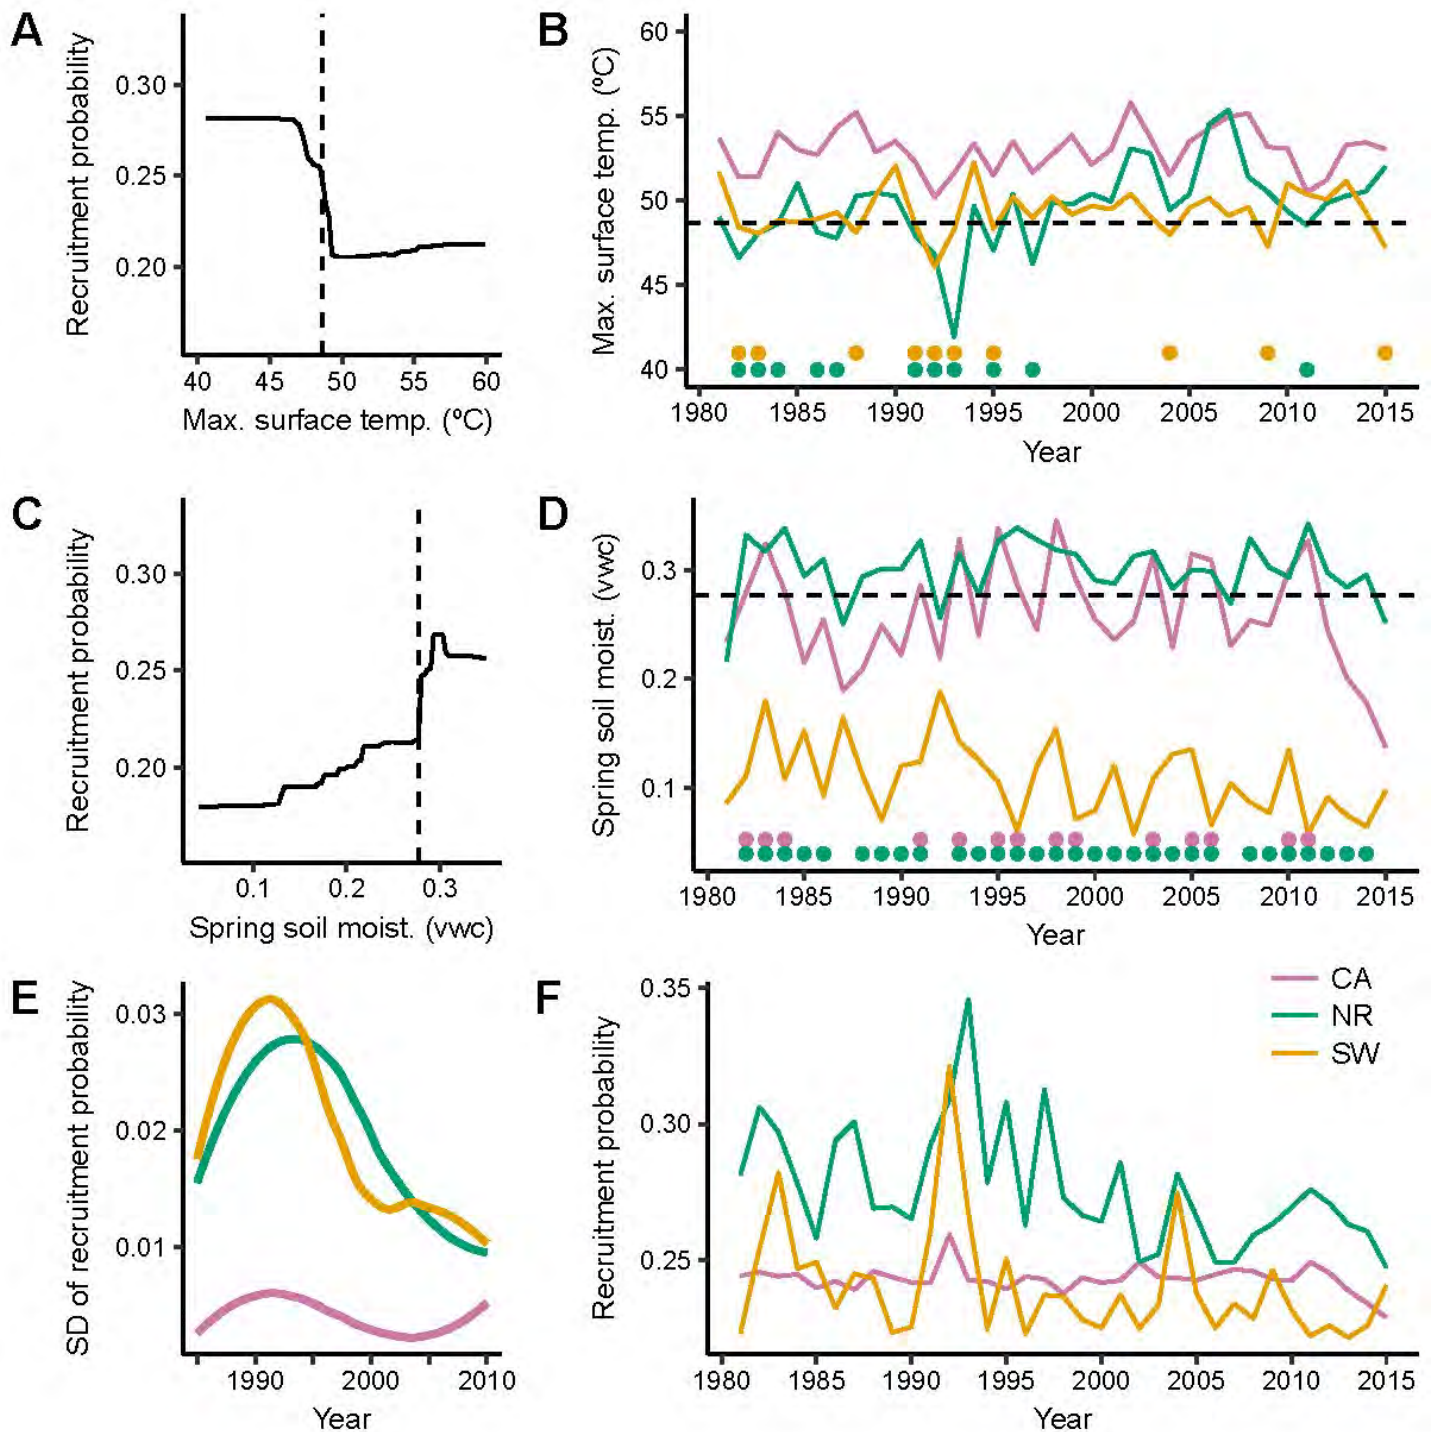 A
Recruitment probability
0.30
0.25
0.20
40 45 50 55 60
Max. surface temp. (ºC)
B
Max. surface temp. (ºC)
60
55
50
45
40
1980 1985 1990 1995 2000 2005 2010 2015
Year
C
Recruitment probability
0.30
0.25
0.20
0.1 0.2 0.3
Spring soil moist. (vwc)
D
Spring soil moist. (vwc)
0.3
0.2
0.1
1980 1985 1990 1995 2000 2005 2010 2015
Year
E
SD of recruitment probability
0.03
0.02
0.01
1990 2000 2010
Year
F
Recruitment probability
0.35
0.30
0.25
1980 1985 1990 1995 2000 2005 2010 2015
Year
CA
NR
SW